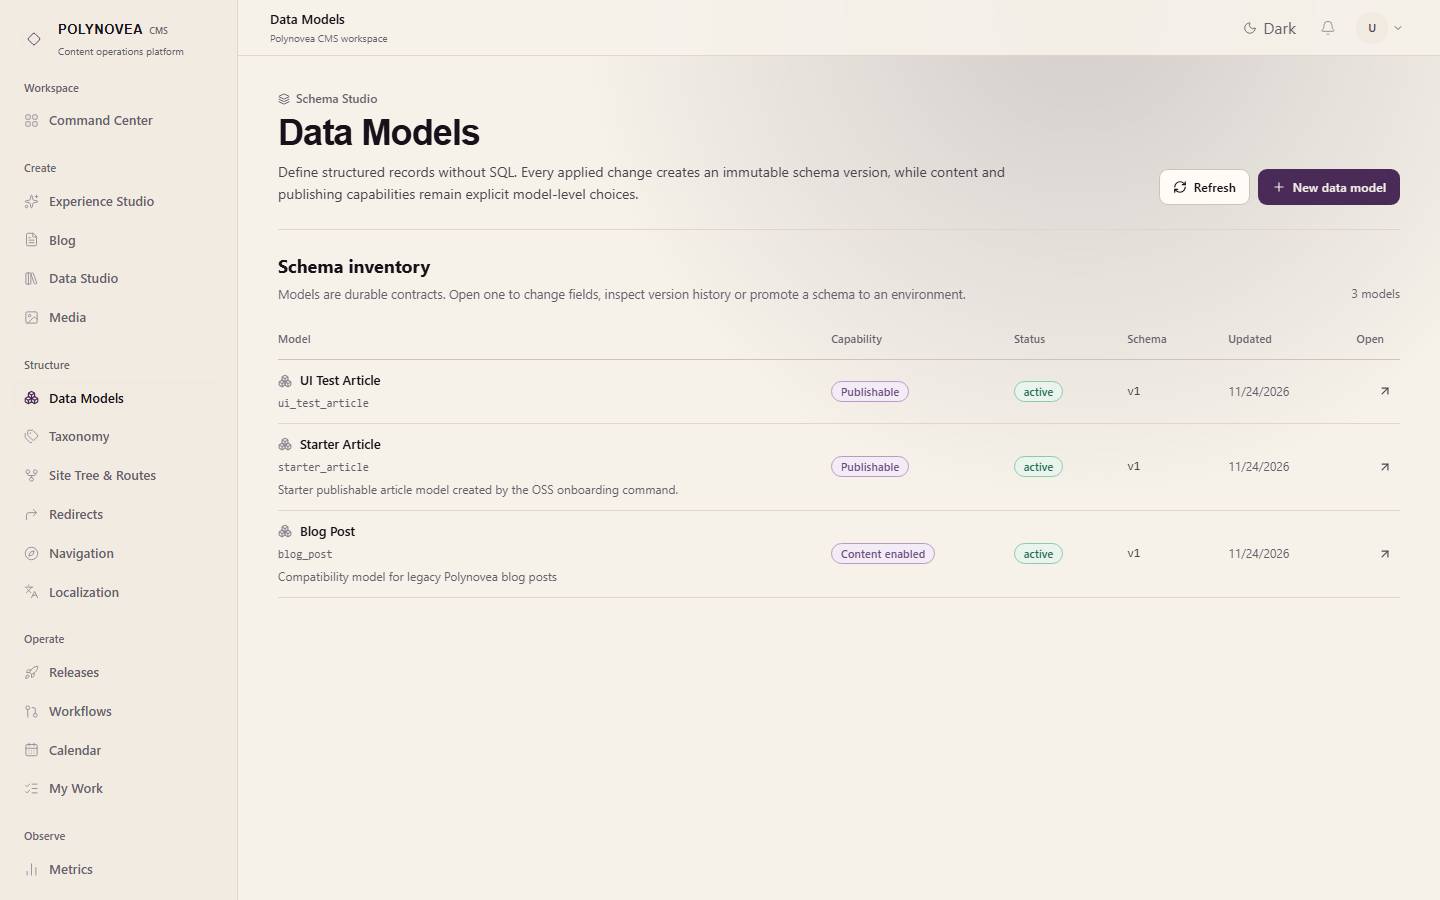 POLYNOVEA CMS
Content operations platform
Workspace
Command Center
Create
Experience Studio
Blog
Data Studio
Media
Structure
Data Models
Taxonomy
Site Tree & Routes
Redirects
Navigation
Localization
Operate
Releases
Workflows
Calendar
My Work
Observe
Metrics
Data Models
Polynovea CMS workspace
Dark
U
Schema Studio
Data Models
Define structured records without SQL. Every applied change creates an immutable schema version, while content and
publishing capabilities remain explicit model-level choices.
Refresh
New data model
Schema inventory
Models are durable contracts. Open one to change fields, inspect version history or promote a schema to an environment.
3 models
Model Capability Status Schema Updated Open
UI Test Article
ui_test_article
Publishable active v1 11/24/2026
Starter Article
starter_article
Starter publishable article model created by the OSS onboarding command.
Publishable active v1 11/24/2026
Blog Post
blog_post
Compatibility model for legacy Polynovea blog posts
Content enabled active v1 11/24/2026